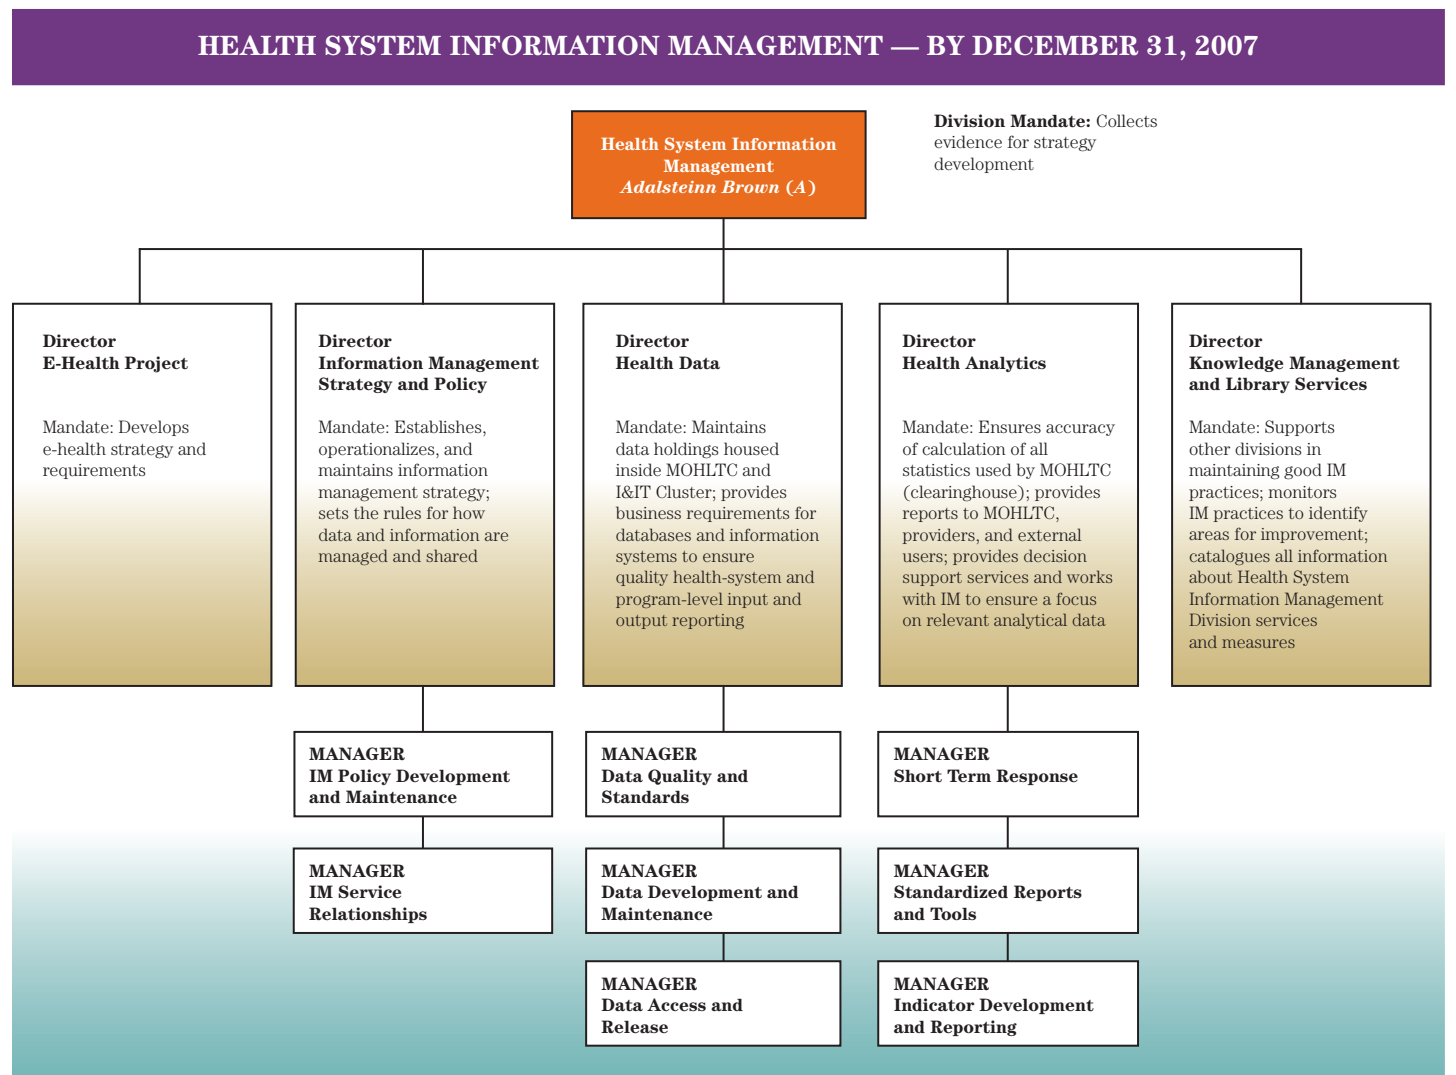 HEALTH SYSTEM INFORMATION MANAGEMENT — BY DECEMBER 31, 2007
Health System Information
Management
Adalsteinn Brown (A)
Division Mandate: Collects
evidence for strategy
development
Director
E-Health Project
Mandate: Develops
e-health strategy and
requirements
Director
Information Management
Strategy and Policy
Mandate: Establishes,
operationalizes, and
maintains information
management strategy;
sets the rules for how
data and information are
managed and shared
Director
Health Data
Mandate: Maintains
data holdings housed
inside MOHLTC and
I&IT Cluster; provides
business requirements for
databases and information
systems to ensure
quality health-system and
program-level input and
output reporting
Director
Health Analytics
Mandate: Ensures accuracy
of calculation of all
statistics used by MOHLTC
(clearinghouse); provides
reports to MOHLTC,
providers, and external
users; provides decision
support services and works
with IM to ensure a focus
on relevant analytical data
Director
Knowledge Management
and Library Services
Mandate: Supports
other divisions in
maintaining good IM
practices; monitors
IM practices to identify
areas for improvement;
catalogues all information
about Health System
Information Management
Division services
and measures
MANAGER
IM Policy Development
and Maintenance
MANAGER
IM Service
Relationships
MANAGER
Data Quality and
Standards
MANAGER
Data Development and
Maintenance
MANAGER
Data Access and
Release
MANAGER
Short Term Response
MANAGER
Standardized Reports
and Tools
MANAGER
Indicator Development
and Reporting